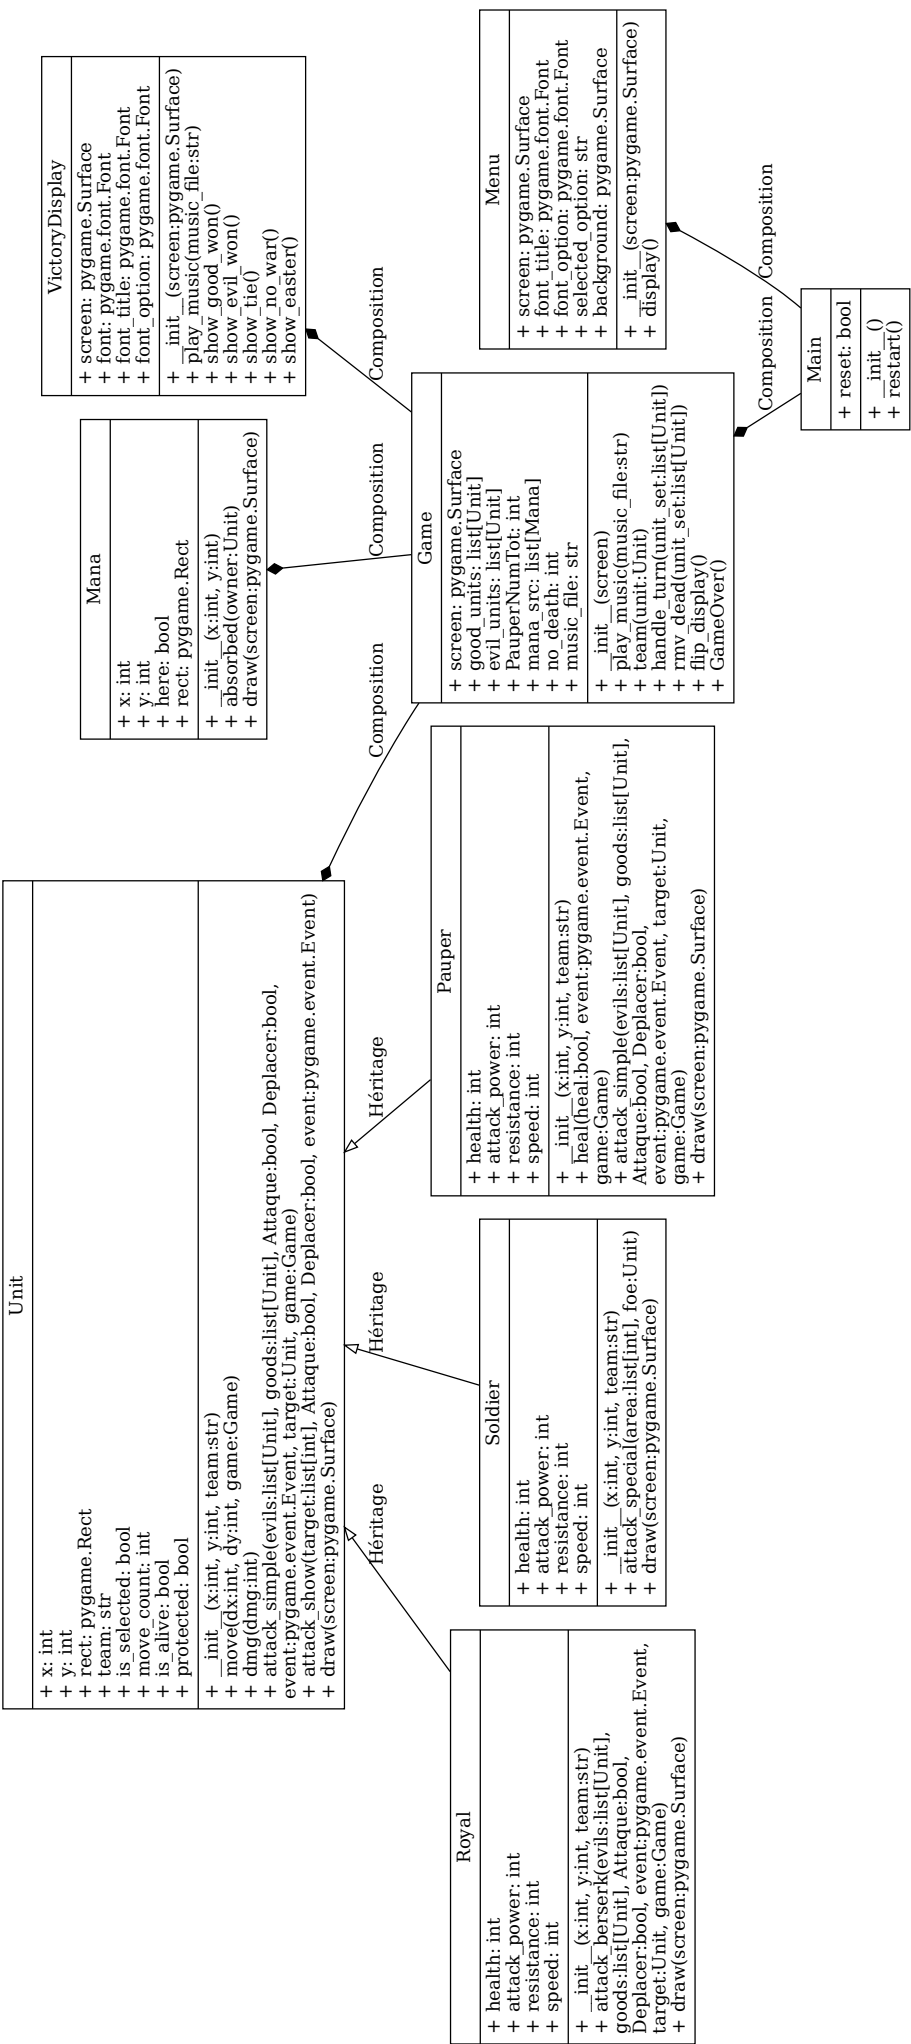 VictoryDisplay
+ screen: pygame.Surface
+ font: pygame.font.Font
+ font_title: pygame.font.Font
+ font_option: pygame.font.Font
+ __init__(screen:pygame.Surface)
+ play_music(music_file:str)
+ show_good_won()
+ show_evil_won()
+ show_tie()
+ show_no_war()
+ show_easter()
Mana
+ x: int
+ y: int
+ here: bool
+ rect: pygame.Rect
+ __init__(x:int, y:int)
+ absorbed(owner:Unit)
+ draw(screen:pygame.Surface)
Unit
+ x: int
+ y: int
+ rect: pygame.Rect
+ team: str
+ is_selected: bool
+ move_count: int
+ is_alive: bool
+ protected: bool
+ __init__(x:int, y:int, team:str)
+ move(dx:int, dy:int, game:Game)
+ dmg(dmg:int)
+ attack_simple(evils:list[Unit], goods:list[Unit], Attaque:bool, Deplacer:bool,
event:pygame.event.Event, target:Unit, game:Game)
+ attack_show(target:list[int], Attaque:bool, Deplacer:bool, event:pygame.event.Event)
+ draw(screen:pygame.Surface)
Composition
Composition
Composition
Héritage
Héritage
Héritage
Menu
+ screen: pygame.Surface
+ font_title: pygame.font.Font
+ font_option: pygame.font.Font
+ selected_option: str
+ background: pygame.Surface
+ __init__(screen:pygame.Surface)
+ display()
Game
+ screen: pygame.Surface
+ good_units: list[Unit]
+ evil_units: list[Unit]
+ PauperNumTot: int
+ mana_src: list[Mana]
+ no_death: int
+ music_file: str
+ __init__(screen)
+ play_music(music_file:str)
+ team(unit:Unit)
+ handle_turn(unit_set:list[Unit])
+ rmv_dead(unit_set:list[Unit])
+ flip_display()
+ GameOver()
Pauper
+ health: int
+ attack_power: int
+ resistance: int
+ speed: int
+ __init__(x:int, y:int, team:str)
+ heal(heal:bool, event:pygame.event.Event,
game:Game)
+ attack_simple(evils:list[Unit], goods:list[Unit],
Attaque:bool, Deplacer:bool,
event:pygame.event.Event, target:Unit,
game:Game)
+ draw(screen:pygame.Surface)
Soldier
+ health: int
+ attack_power: int
+ resistance: int
+ speed: int
+ __init__(x:int, y:int, team:str)
+ attack_special(area:list[int], foe:Unit)
+ draw(screen:pygame.Surface)
Royal
+ health: int
+ attack_power: int
+ resistance: int
+ speed: int
+ __init__(x:int, y:int, team:str)
+ attack_berserk(evils:list[Unit],
goods:list[Unit], Attaque:bool,
Deplacer:bool, event:pygame.event.Event,
target:Unit, game:Game)
+ draw(screen:pygame.Surface)
Composition
Composition
Main
+ reset: bool
+ __init__()
+ restart()